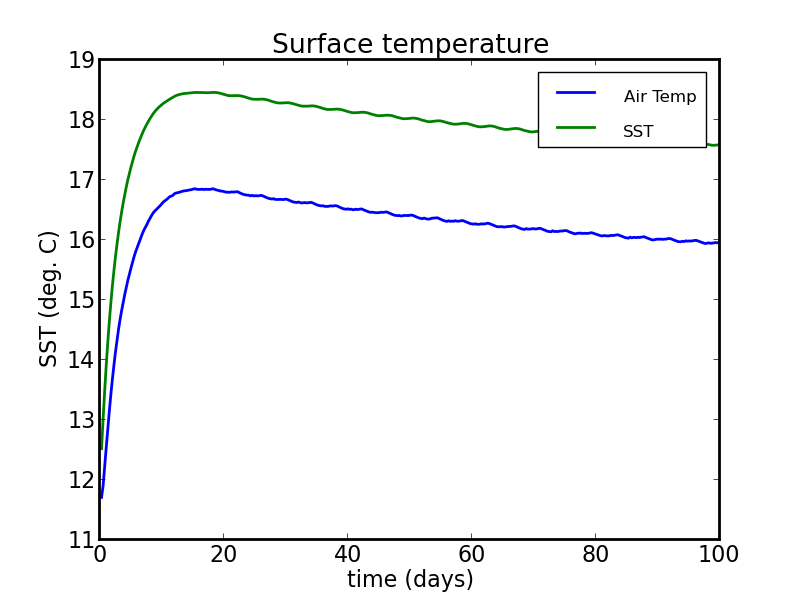 Surface temperature
19
18
17
16
15
14
13
12
11
SST (deg. C)
Air Temp
SST
0 20 40 60 80 100
time (days)